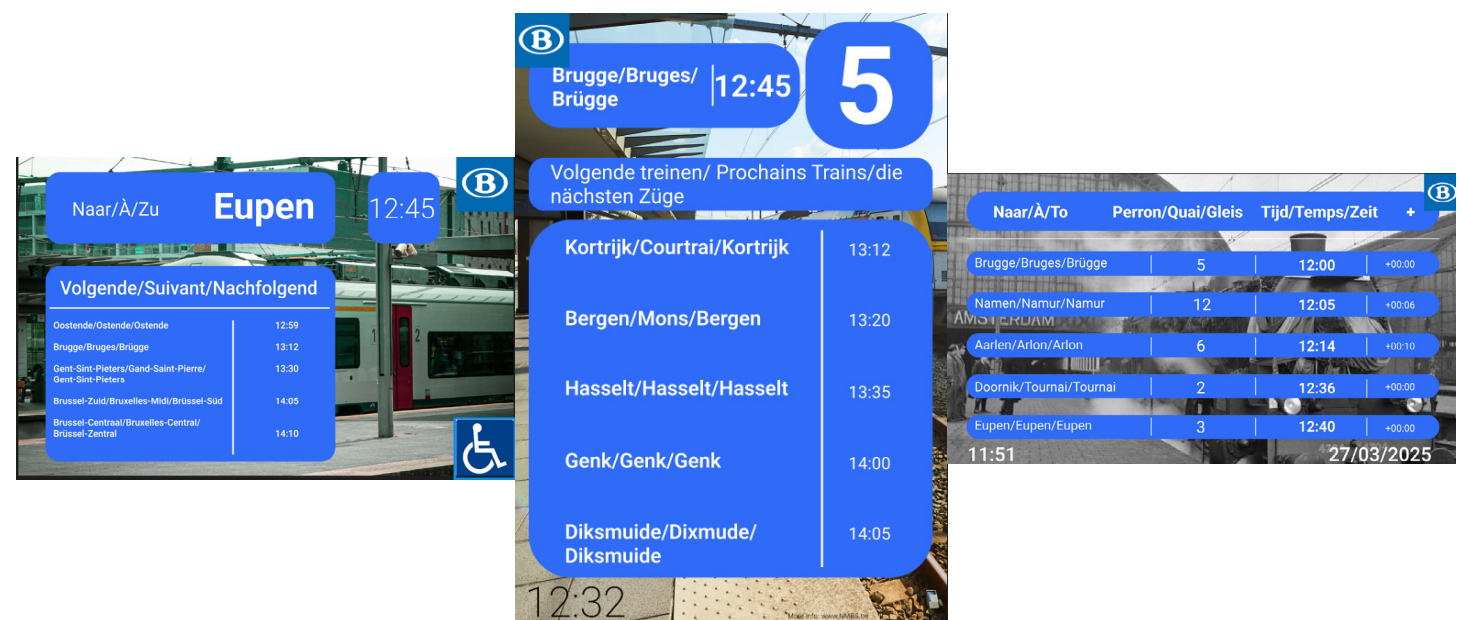 B
Naar/À/Zu Eupen 12:45
Volgende/Suivant/Nachfolgend
Oostende/Ostende/Ostende 12:59
Brugge/Bruges/Brügge 13:12
Gent-Sint-Pieters/Gand-Saint-Pierre/
Gent-Sint-Pieters 13:30
Brussel-Zuid/Bruxelles-Midi/Brüssel-Süd 14:05
Brussel-Centraal/Bruxelles-Central/
Brüssel-Zentral 14:10
1 2
B
Brugge/Bruges/
Brügge
12:45
5
Volgende treinen/ Prochains Trains/die
nächsten Züge
Kortrijk/Courtrai/Kortrijk 13:12
Bergen/Mons/Bergen 13:20
Hasselt/Hasselt/Hasselt 13:35
Genk/Genk/Genk 14:00
Diksmuide/Dixmude/
Diksmuide 14:05
12:32
*Meer info: www.NMBS.be
B
Naar/À/To Perron/Quai/Gleis Tijd/Temps/Zeit +
Brugge/Bruges/Brügge 5 12:00 +00:00
Namen/Namur/Namur 12 12:05 +00:06
AMSTERDAM
Aarlen/Arlon/Arlon 6 12:14 +00:10
Doornik/Tournai/Tournai 2 12:36 +00:00
Eupen/Eupen/Eupen 3 12:40 +00:00
11:51 27/03/2025